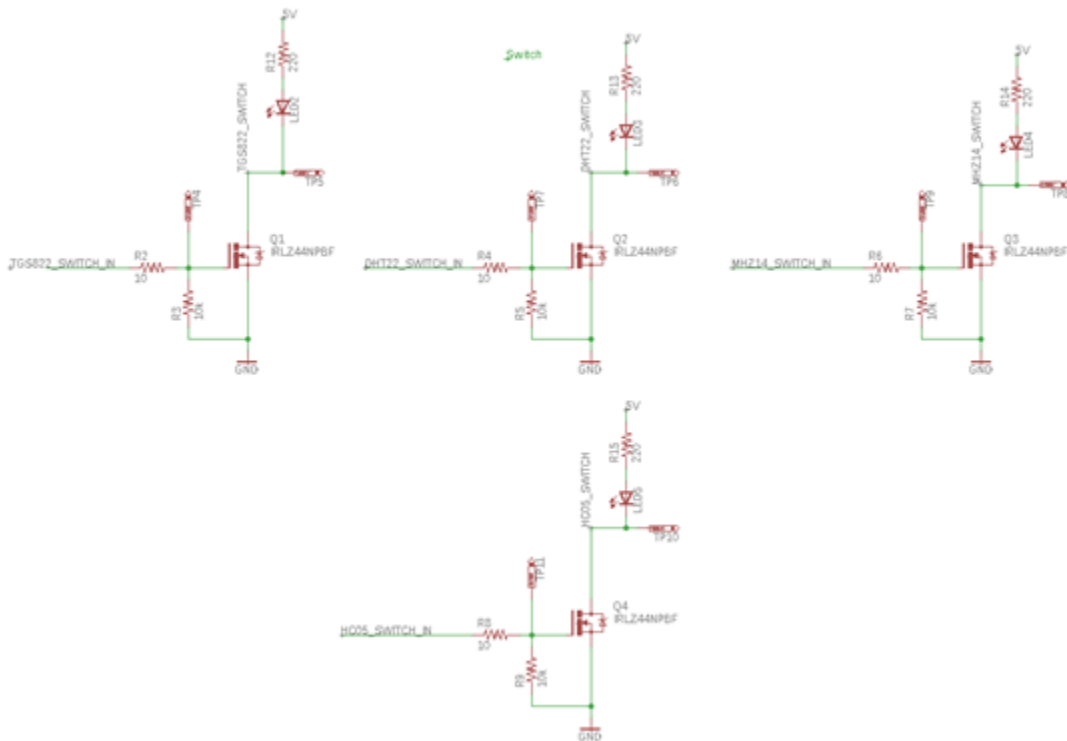 Switch
5V
R12
220
LED2
TGS822_SWITCH
TP5
TP4
Q1
IRLZ44NPBF
TGS822_SWITCH_IN
R2
10
R3
10k
GND
5V
R13
220
LED3
DHT22_SWITCH
TP6
TP7
Q2
IRLZ44NPBF
DHT22_SWITCH_IN
R4
10
R5
10k
GND
5V
R14
220
LED4
MHZ14_SWITCH
TP9
Q3
IRLZ44NPBF
MHZ14_SWITCH_IN
R6
10
R7
10k
GND
5V
R15
220
LED5
HC05_SWITCH
TP10
TP11
Q4
IRLZ44NPBF
HC05_SWITCH_IN
R8
10
R9
10k
GND